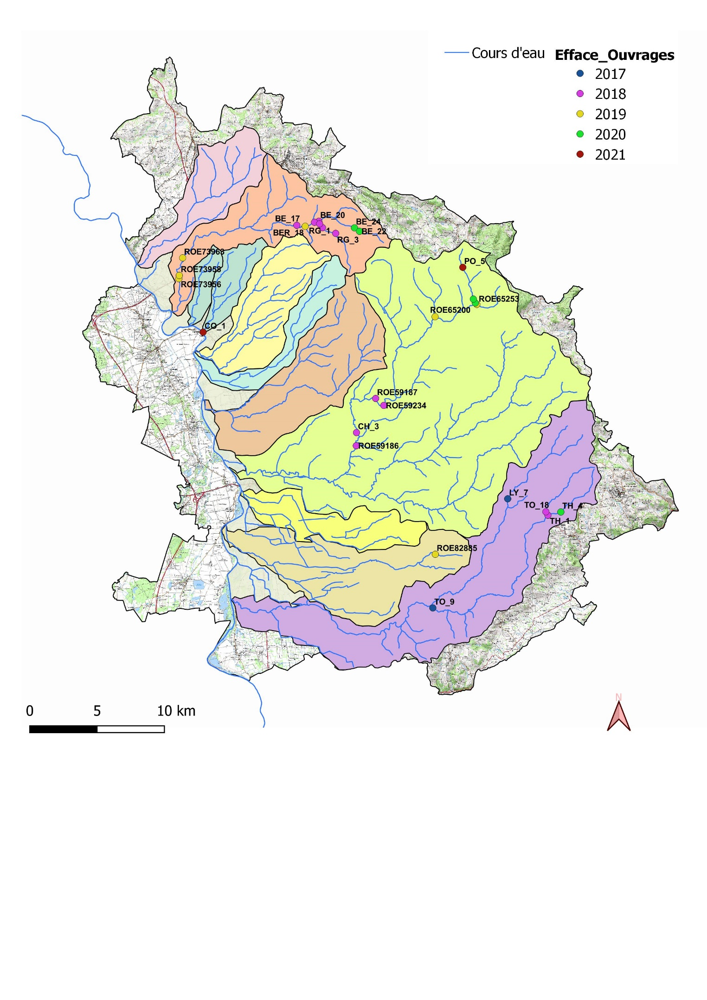 Cours d'eau
Efface_Ouvrages
2017
2018
2019
2020
2021
BE_17
BE_20
BE_24
BER_18
RG_1
BE_22
RG_3
ROE73963
PO_5
ROE73958
ROE73956
ROE65253
ROE65200
CO_1
ROE59187
ROE59234
CH_3
ROE59186
LY_7
TO_18
TH_4
TH_1
ROE82885
TO_9
0 5 10 km
N